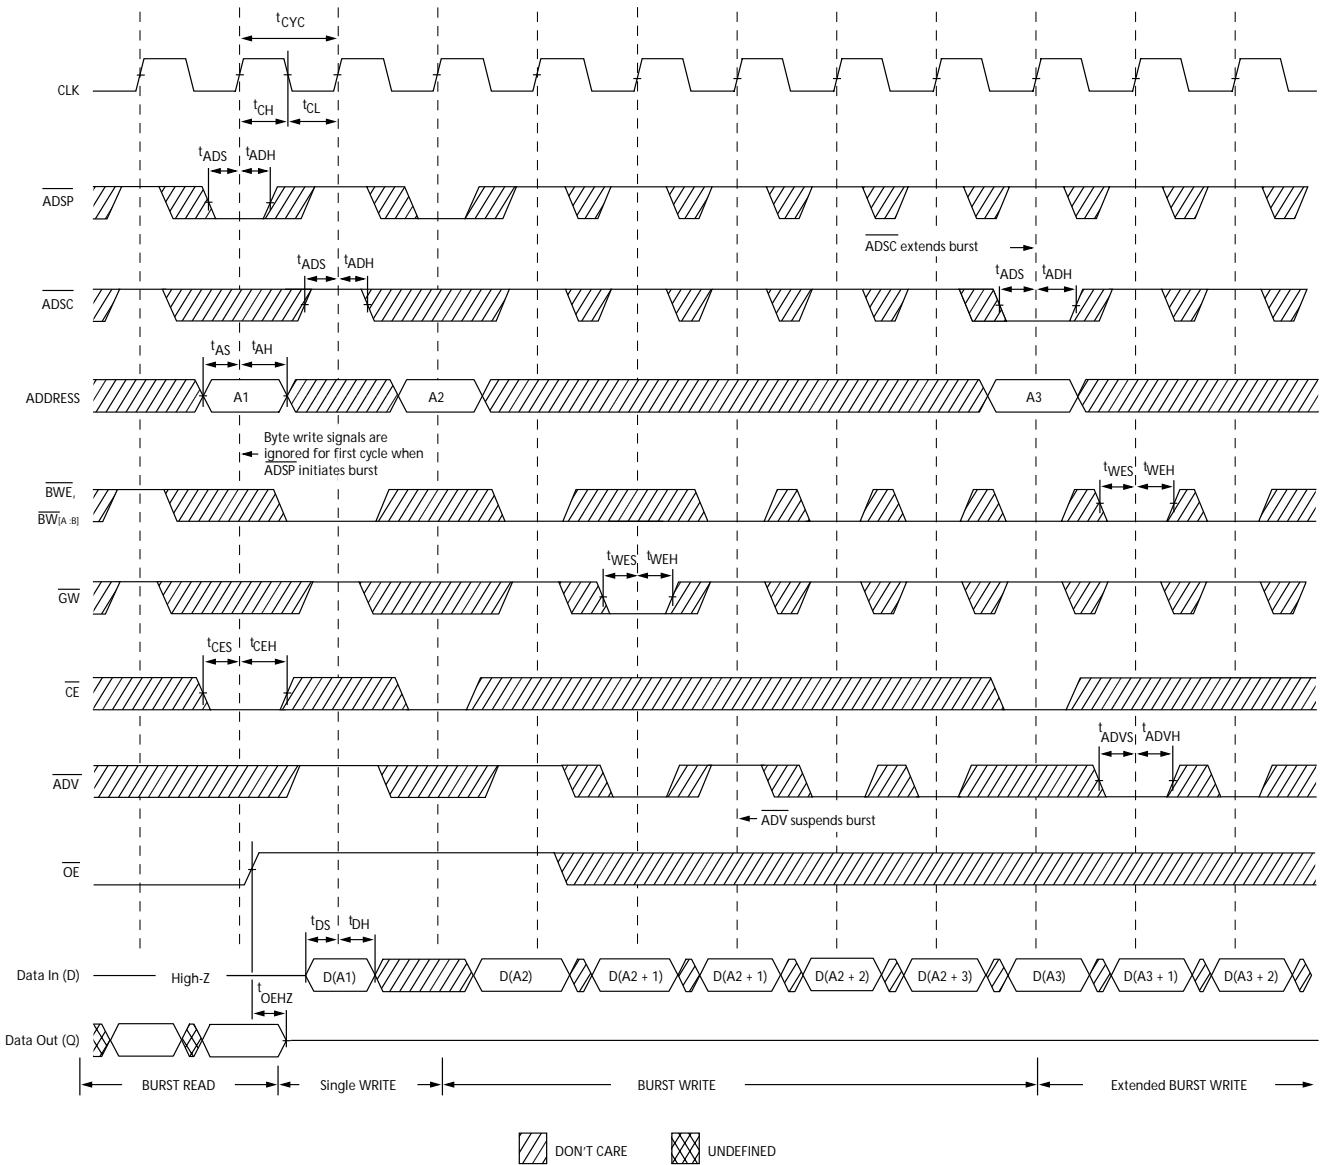 tCYC
CLK
tCH
tCL
tADS
tADH
ADSP
ADSC extends burst
tADS
tADH
tADS
tADH
ADSC
tAS
tAH
ADDRESS
A1
A2
A3
Byte write signals are
ignored for first cycle when
ADSP initiates burst
tWES
tWEH
BWE,
BW[A :B]
tWES
tWEH
GW
tCES
tCEH
CE
tADVS
tADVH
ADV
ADV suspends burst
OE
tDS
tDH
Data In (D)
High-Z
D(A1)
D(A2)
D(A2 + 1)
D(A2 + 1)
D(A2 + 2)
D(A2 + 3)
D(A3)
D(A3 + 1)
D(A3 + 2)
tOEHZ
Data Out (Q)
BURST READ
Single WRITE
BURST WRITE
Extended BURST WRITE
DON'T CARE
UNDEFINED